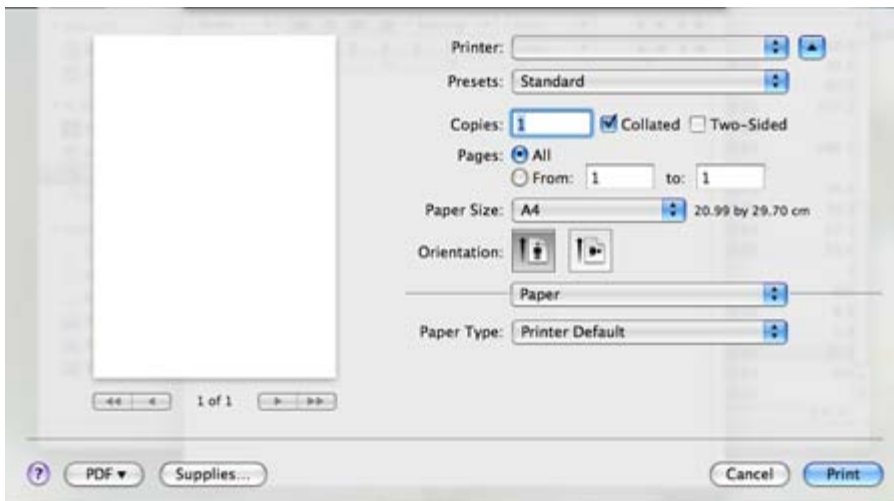 Printer:
Presets: Standard
Copies: 1 Collated Two-Sided
Pages: All
From: 1 to: 1
Paper Size: A4 20.99 by 29.70 cm
Orientation:
Paper
Paper Type: Printer Default
1 of 1
? PDF Supplies... Cancel Print